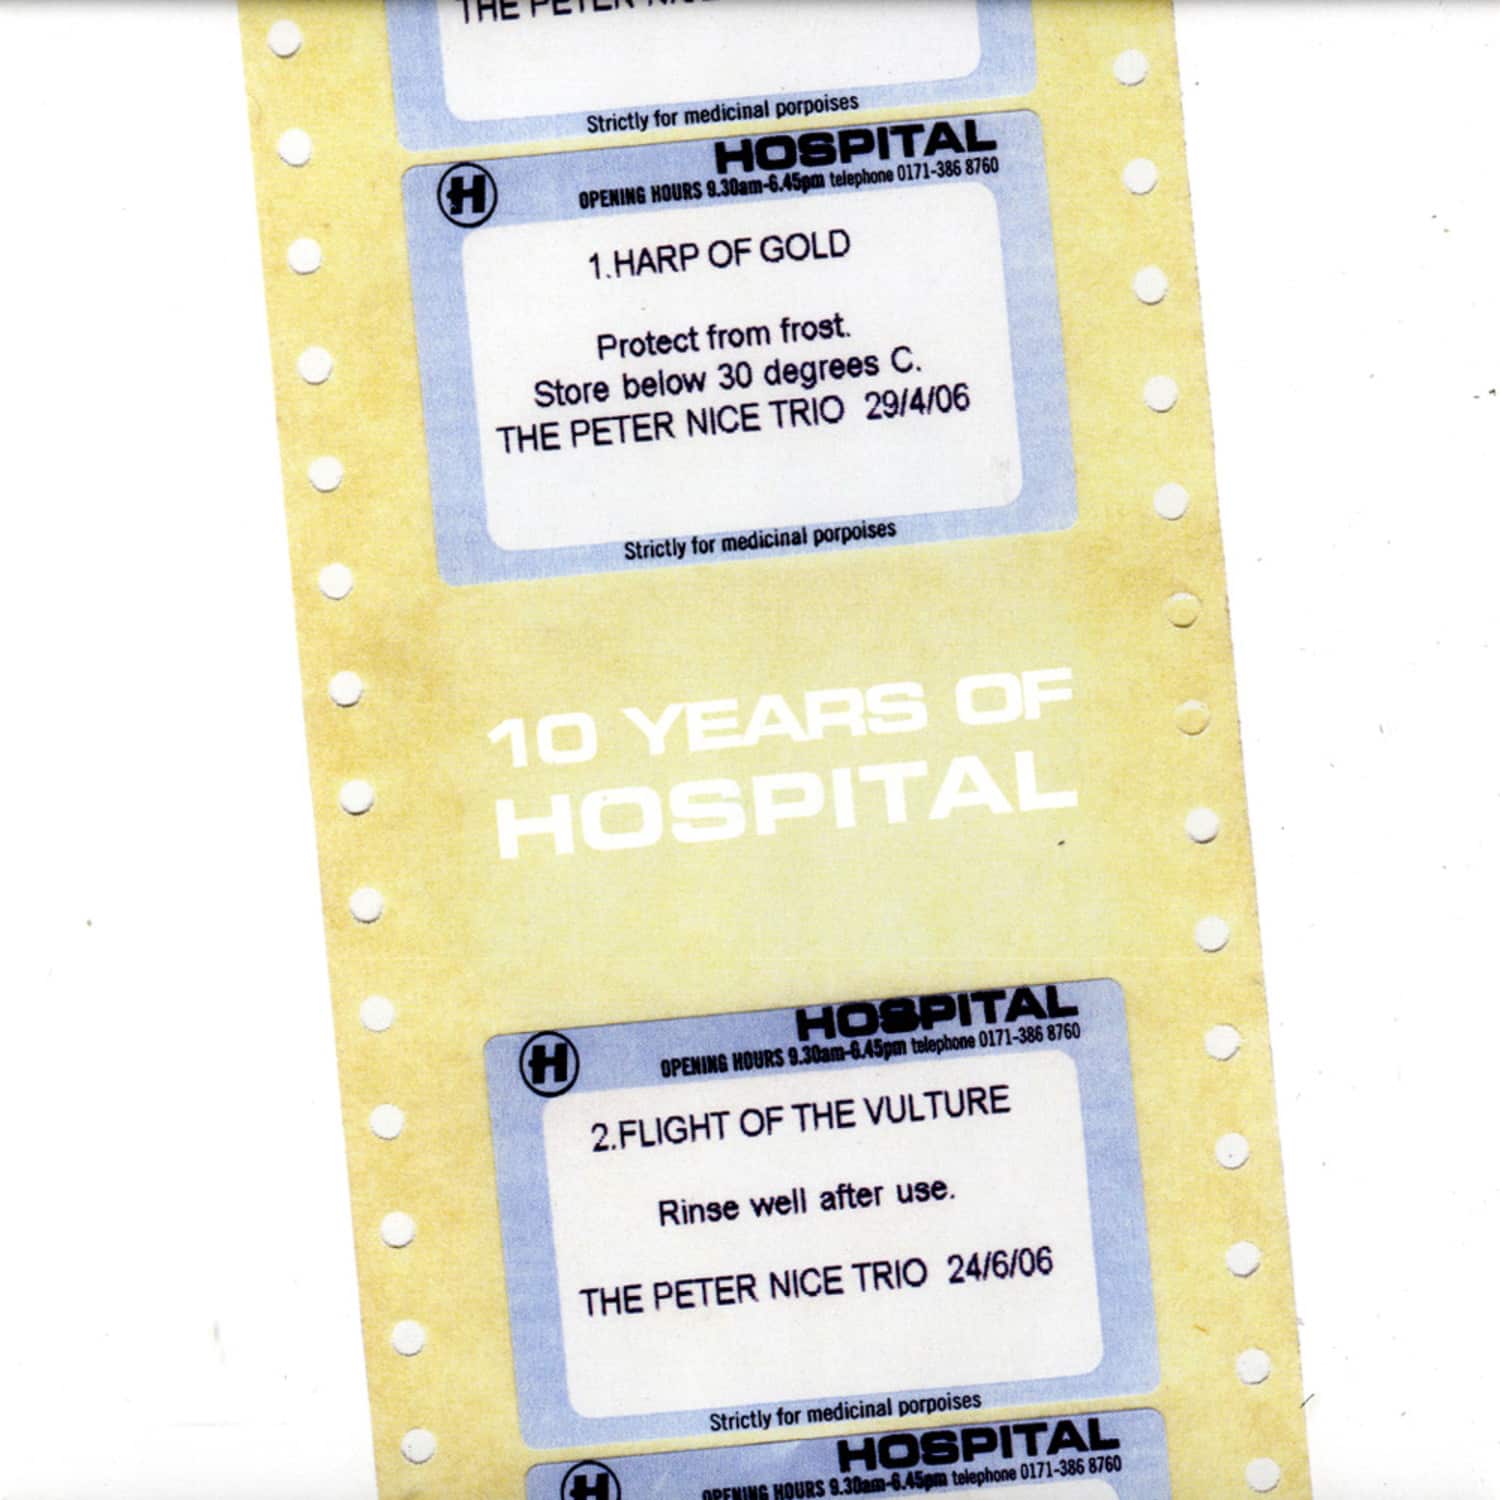 THE PETER
Strictly for medicinal porpoises
HOSPITAL
OPENING HOURS 9.30am-6.45pm telephone 0171-386 8760
H
1.HARP OF GOLD
Protect from frost.
Store below 30 degrees C.
THE PETER NICE TRIO 29/4/06
Strictly for medicinal porpoises
10 YEARS OF
HOSPITAL
HOSPITAL
OPENING HOURS 9.30am-6.45pm telephone 0171-386 8760
H
2.FLIGHT OF THE VULTURE
Rinse well after use.
THE PETER NICE TRIO 24/6/06
Strictly for medicinal porpoises
HOSPITAL
OPENING HOURS 9.30am-6.45pm telephone 0171-386 8760
H